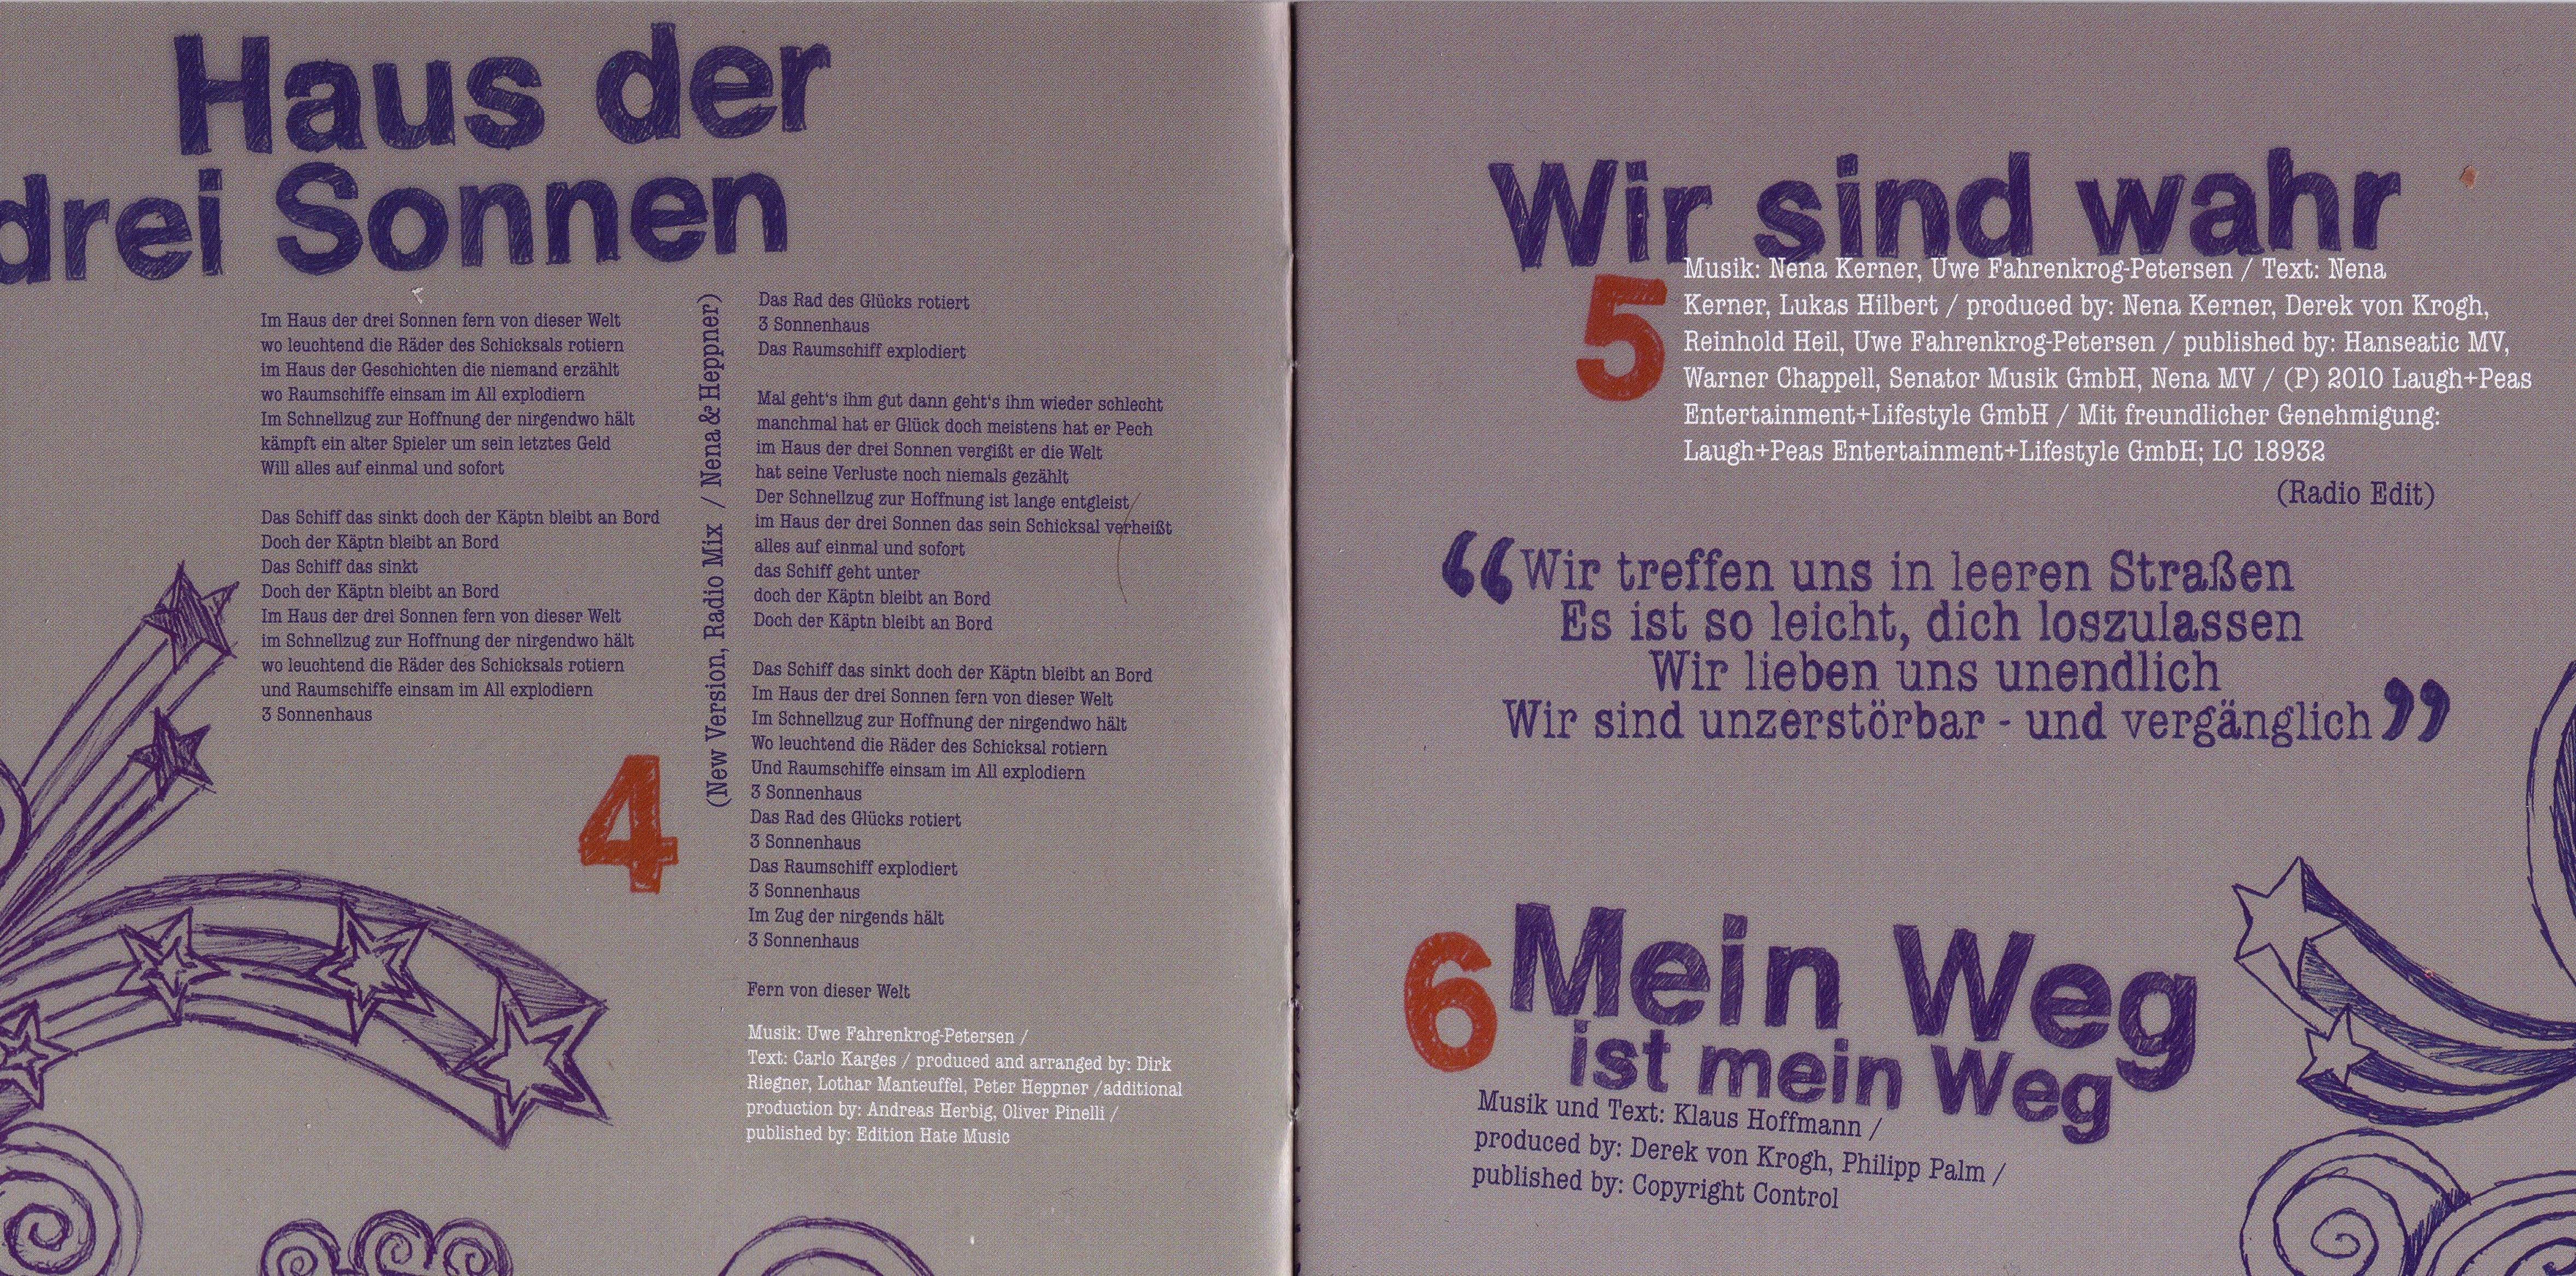 Haus der
drei Sonnen
Im Haus der drei Sonnen fern von dieser Welt
wo leuchtend die Räder des Schicksals rotiern
im Haus der Geschichten die niemand erzählt
wo Raumschiffe einsam im All explodiern
Im Schnellzug zur Hoffnung der nirgendwo hält
kämpft ein alter Spieler um sein letztes Geld
Will alles auf einmal und sofort
Das Schiff das sinkt doch der Käptn bleibt an Bord
Doch der Käptn bleibt an Bord
Das Schiff das sinkt
Doch der Käptn bleibt an Bord
Im Haus der drei Sonnen fern von dieser Welt
im Schnellzug zur Hoffnung der nirgendwo hält
wo leuchtend die Räder des Schicksals rotiern
und Raumschiffe einsam im All explodiern
3 Sonnenhaus
4
(New Version, Radio Mix / Nena & Heppner)
Das Rad des Glücks rotiert
3 Sonnenhaus
Das Raumschiff explodiert
Mal geht's ihm gut dann geht's ihm wieder schlecht
manchmal hat er Glück doch meistens hat er Pech
im Haus der drei Sonnen vergißt er die Welt
hat seine Verluste noch niemals gezählt
Der Schnellzug zur Hoffnung ist lange entgleist
im Haus der drei Sonnen das sein Schicksal verheißt
alles auf einmal und sofort
das Schiff geht unter
doch der Käptn bleibt an Bord
Doch der Käptn bleibt an Bord
Das Schiff das sinkt doch der Käptn bleibt an Bord
Im Haus der drei Sonnen fern von dieser Welt
Im Schnellzug zur Hoffnung der nirgendwo hält
Wo leuchtend die Räder des Schicksal rotiern
Und Raumschiffe einsam im All explodiern
3 Sonnenhaus
Das Rad des Glücks rotiert
3 Sonnenhaus
Das Raumschiff explodiert
3 Sonnenhaus
Im Zug der nirgends hält
3 Sonnenhaus
Fern von dieser Welt
Musik: Uwe Fahrenkrog-Petersen /
Text: Carlo Karges / produced and arranged by: Dirk
Riegner, Lothar Manteuffel, Peter Heppner /additional
production by: Andreas Herbig, Oliver Pinelli /
published by: Edition Hate Music
Wir sind wahr
5
Musik: Nena Kerner, Uwe Fahrenkrog-Petersen / Text: Nena
Kerner, Lukas Hilbert / produced by: Nena Kerner, Derek von Krogh,
Reinhold Heil, Uwe Fahrenkrog-Petersen / published by: Hanseatic MV,
Warner Chappell, Senator Musik GmbH, Nena MV / (P) 2010 Laugh+Peas
Entertainment+Lifestyle GmbH / Mit freundlicher Genehmigung:
Laugh+Peas Entertainment+Lifestyle GmbH; LC 18932
(Radio Edit)
“Wir treffen uns in leeren Straßen
Es ist so leicht, dich loszulassen
Wir lieben uns unendlich
Wir sind unzerstörbar - und vergänglich”
6
Mein Weg
ist mein Weg
Musik und Text: Klaus Hoffmann /
produced by: Derek von Krogh, Philipp Palm /
published by: Copyright Control